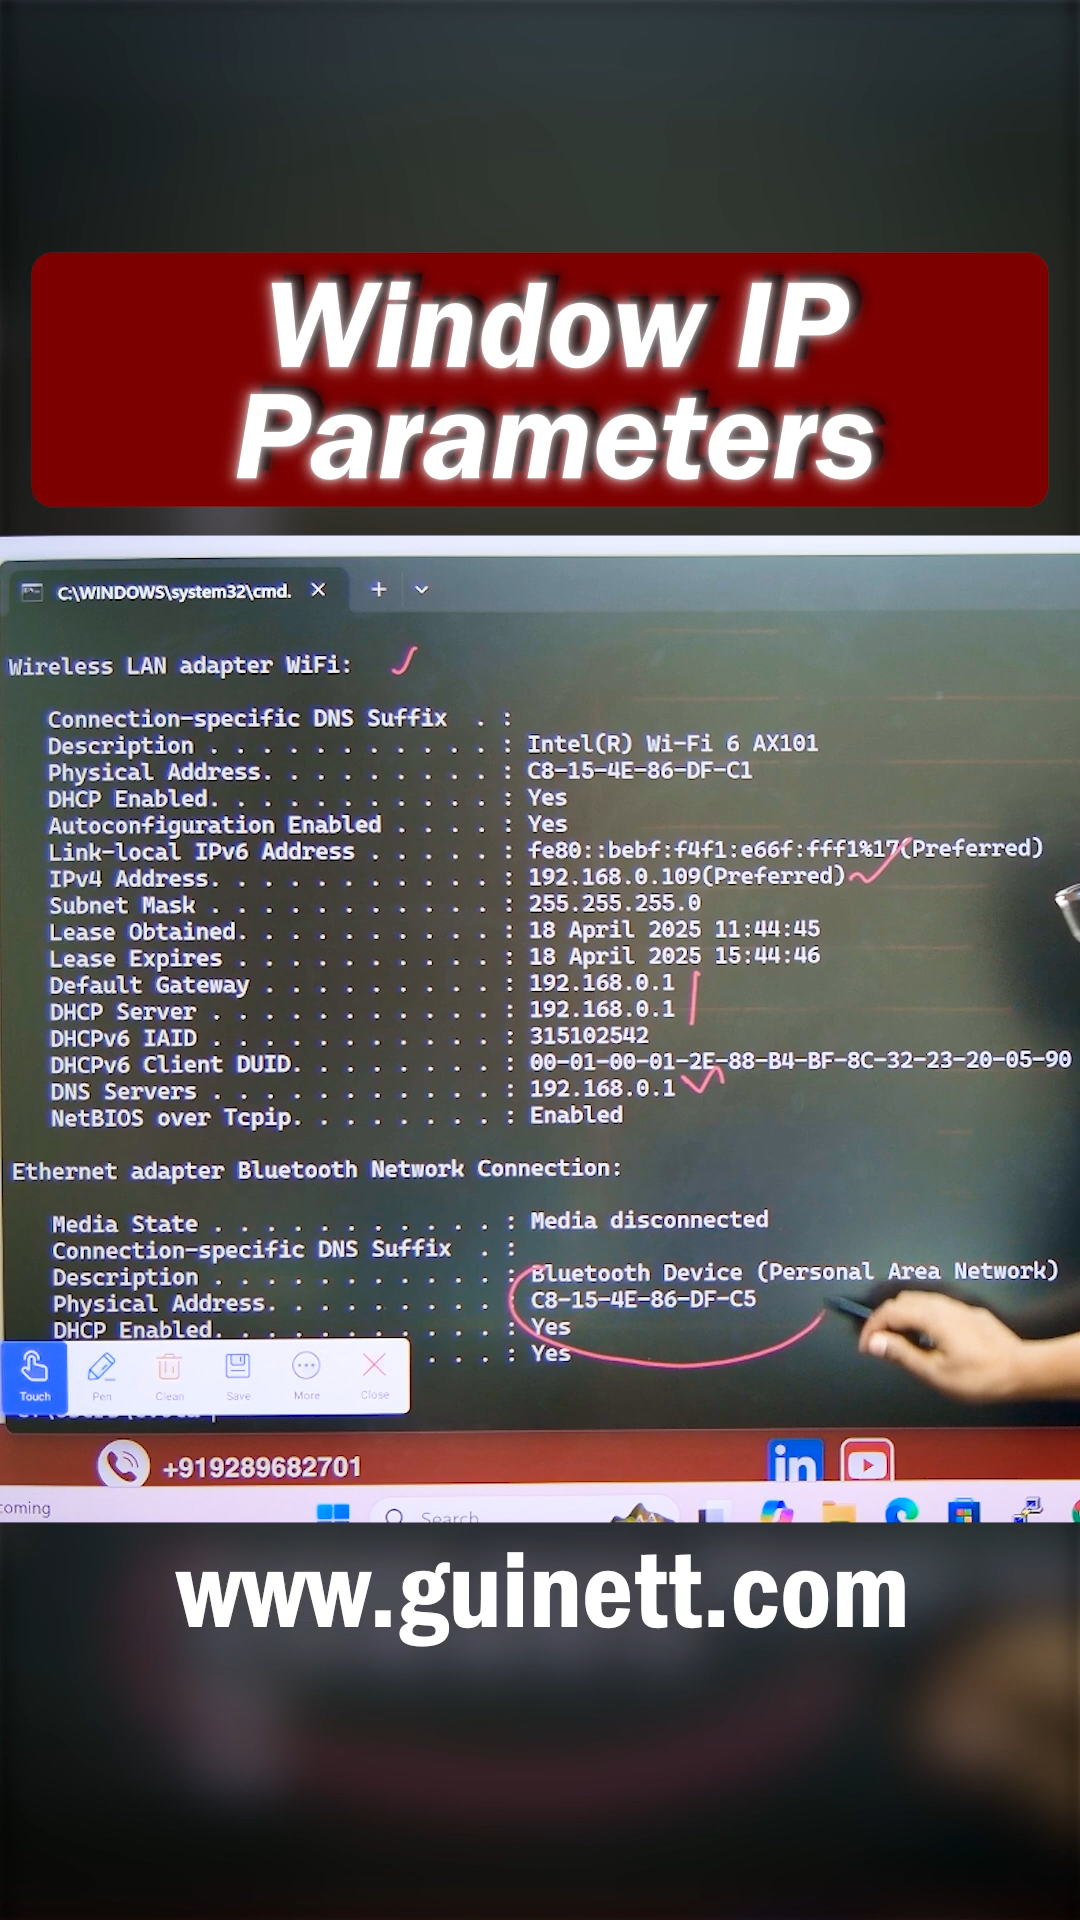 Window IP
Parameters
C:\WINDOWS\system32\cmd.
Wireless LAN adapter WiFi:
Connection-specific DNS Suffix . :
Description . . . . . . . . . . . : Intel(R) Wi-Fi 6 AX101
Physical Address. . . . . . . . . : C8-15-4E-86-DF-C1
DHCP Enabled. . . . . . . . . . . : Yes
Autoconfiguration Enabled . . . . : Yes
Link-local IPv6 Address . . . . . : fe80::bebf:f4f1:e66f:fff1%17(Preferred)
IPv4 Address. . . . . . . . . . . : 192.168.0.109(Preferred)
Subnet Mask . . . . . . . . . . . : 255.255.255.0
Lease Obtained. . . . . . . . . . : 18 April 2025 11:44:45
Lease Expires . . . . . . . . . . : 18 April 2025 15:44:46
Default Gateway . . . . . . . . . : 192.168.0.1
DHCP Server . . . . . . . . . . . : 192.168.0.1
DHCPv6 IAID . . . . . . . . . . . : 315102542
DHCPv6 Client DUID. . . . . . . . : 00-01-00-01-2E-88-B4-BF-8C-32-23-20-05-90
DNS Servers . . . . . . . . . . . : 192.168.0.1
NetBIOS over Tcpip. . . . . . . . : Enabled
Ethernet adapter Bluetooth Network Connection:
Media State . . . . . . . . . . . : Media disconnected
Connection-specific DNS Suffix . :
Description . . . . . . . . . . . : Bluetooth Device (Personal Area Network)
Physical Address. . . . . . . . . : C8-15-4E-86-DF-C5
DHCP Enabled. . . . . . . . . . . : Yes
. . . : Yes
Touch Pen Clean Save More Close
+919289682701
in
coming
Search
www.guinett.com